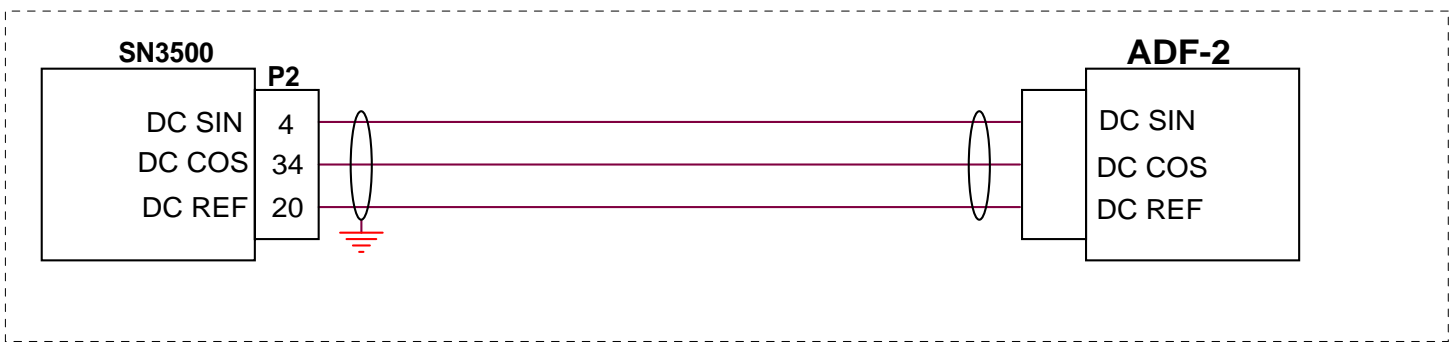 SN3500
P2
DC SIN 4
DC COS 34
DC REF 20
ADF-2
DC SIN
DC COS
DC REF